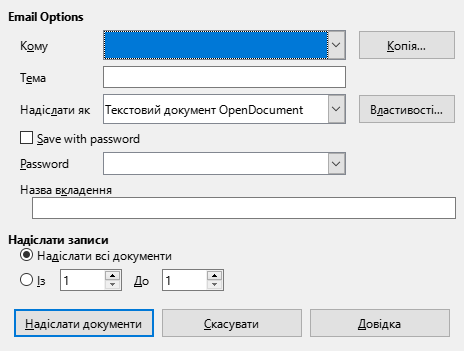 Email Options
Кому
Копія...
Тема
Надіслати як Текстовий документ OpenDocument Властивості...
Save with password
Password
Назва вкладення
Надіслати записи
Надіслати всі документи
Із 1 До 1
Надіслати документи Скасувати Довідка